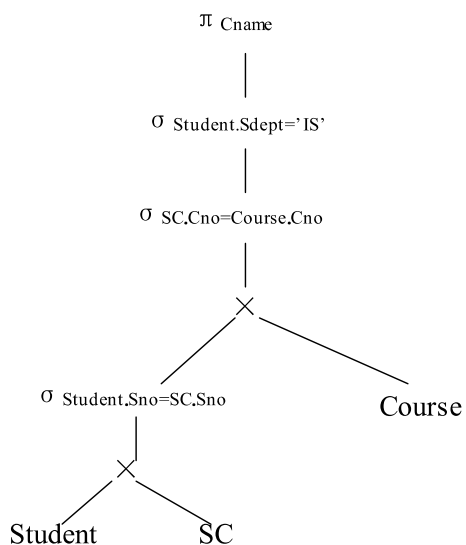 π Cname
σ Student.Sdept='IS'
σ SC.Cno=Course.Cno
×
σ Student.Sno=SC.Sno
Course
×
Student SC